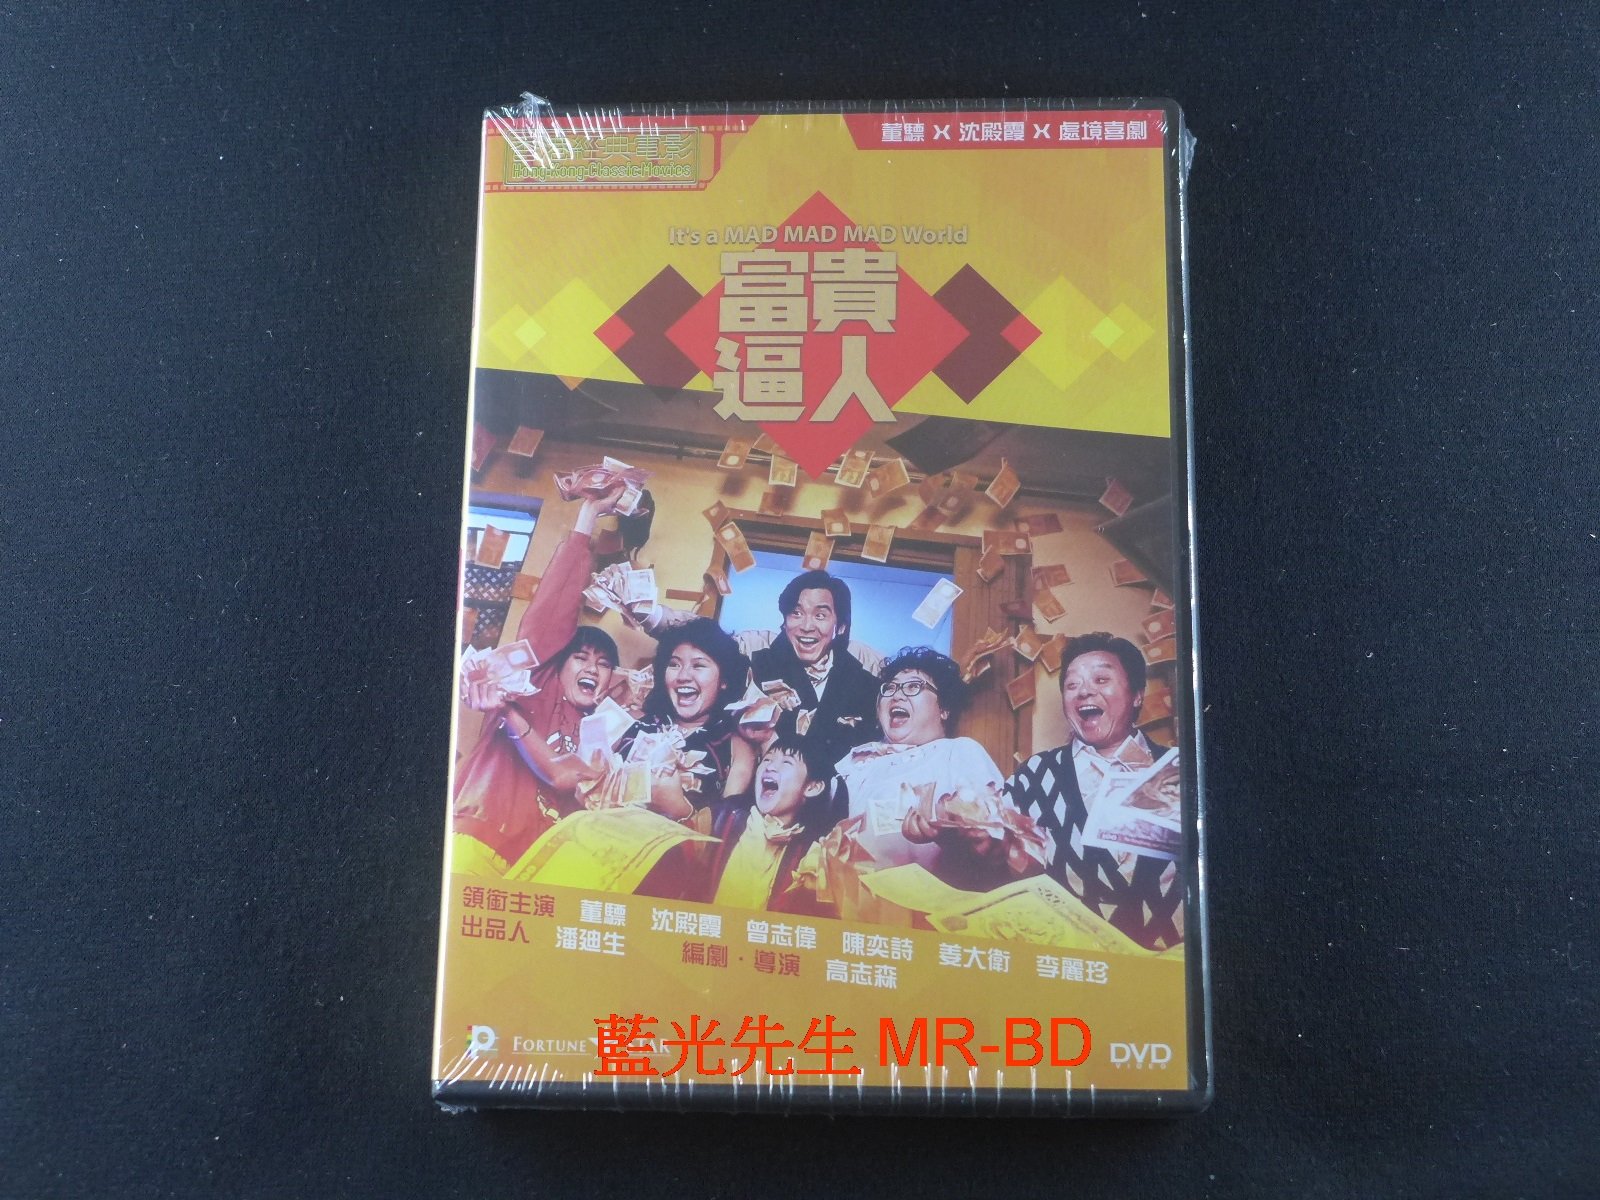 董驃 X 沈殿霞 X 處境喜劇
經典電影
Hong Kong Classic Movies
It's a MAD MAD MAD World
富貴
逼人
領銜主演 董驃 沈殿霞 曾志偉 陳奕詩 姜大衛 李麗珍
出品人 潘廸生 編劇·導演 高志森
FORTUNE STAR
藍光先生 MR-BD
DVD
VIDEO